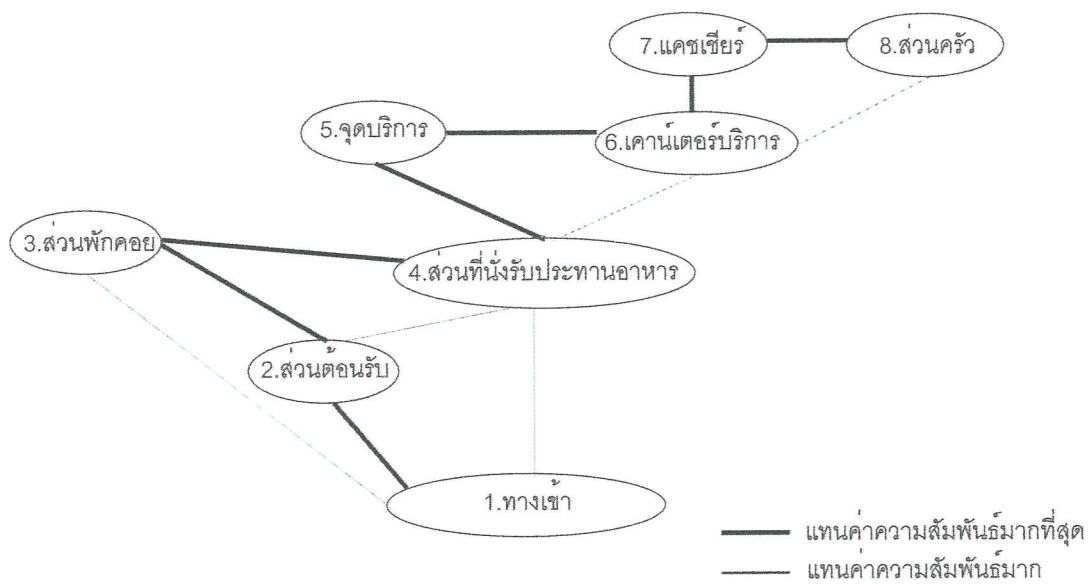 7.แคชเชียร์
8.ส่วนครัว
5.จุดบริการ
6.เคาน์เตอร์บริการ
3.ส่วนพักคอย
4.ส่วนที่นั่งรับประทานอาหาร
2.ส่วนต้อนรับ
1.ทางเข้า
แทนค่าความสัมพันธ์มากที่สุด
แทนค่าความสัมพันธ์มาก